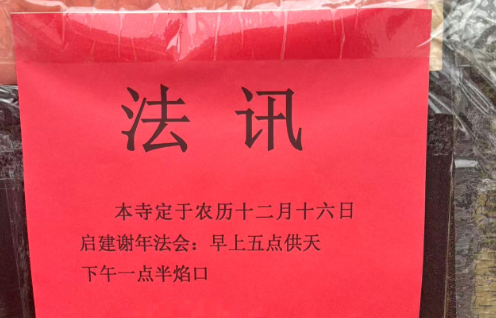 法讯
本寺定于农历十二月十六日
启建谢年法会：早上五点供天
下午一点半焰口